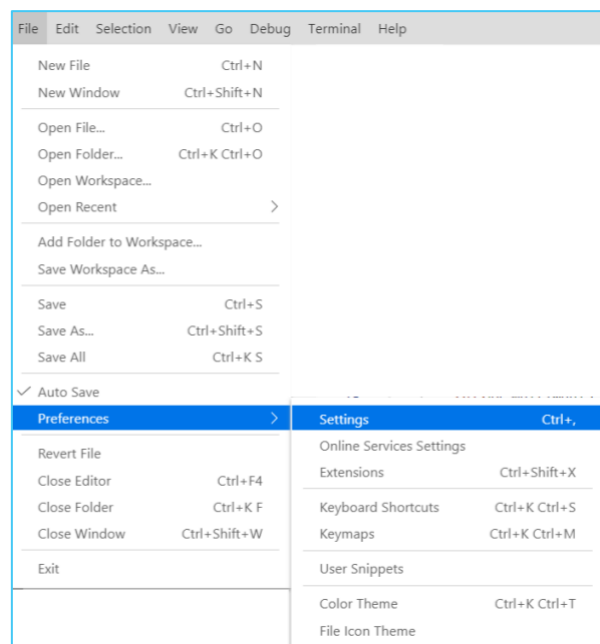 File Edit Selection View Go Debug Terminal Help
New File Ctrl+N
New Window Ctrl+Shift+N
Open File... Ctrl+O
Open Folder... Ctrl+K Ctrl+O
Open Workspace...
Open Recent
Add Folder to Workspace...
Save Workspace As...
Save Ctrl+S
Save As... Ctrl+Shift+S
Save All Ctrl+K S
Auto Save
Preferences
Revert File
Close Editor Ctrl+F4
Close Folder Ctrl+K F
Close Window Ctrl+Shift+W
Exit
Settings Ctrl+,
Online Services Settings
Extensions Ctrl+Shift+X
Keyboard Shortcuts Ctrl+K Ctrl+S
Keymaps Ctrl+K Ctrl+M
User Snippets
Color Theme Ctrl+K Ctrl+T
File Icon Theme